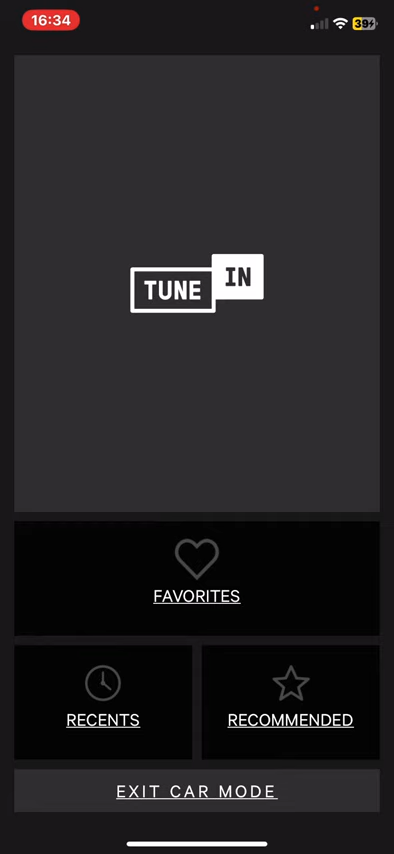 16:34
39
TUNE IN
FAVORITES
RECENTS
RECOMMENDED
EXIT CAR MODE